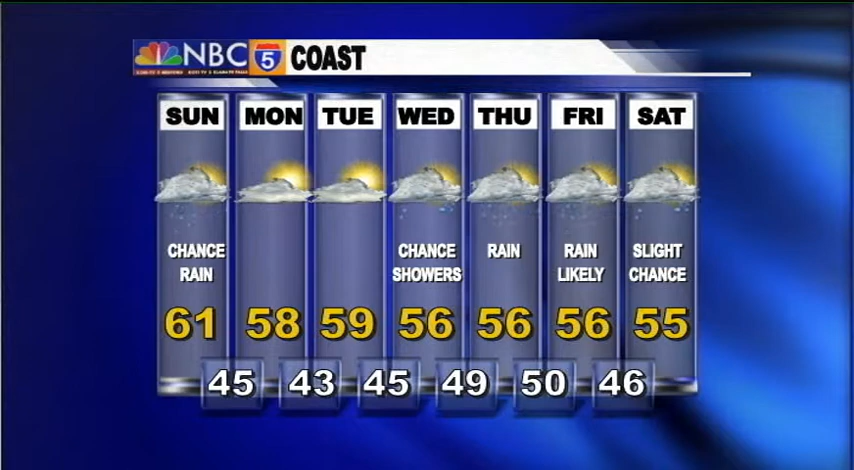 NBC 5 COAST
SUN MON TUE WED THU FRI SAT
CHANCE CHANCE RAIN RAIN SLIGHT
RAIN SHOWERS LIKELY CHANCE
61 58 59 56 56 56 55
45 43 45 49 50 46